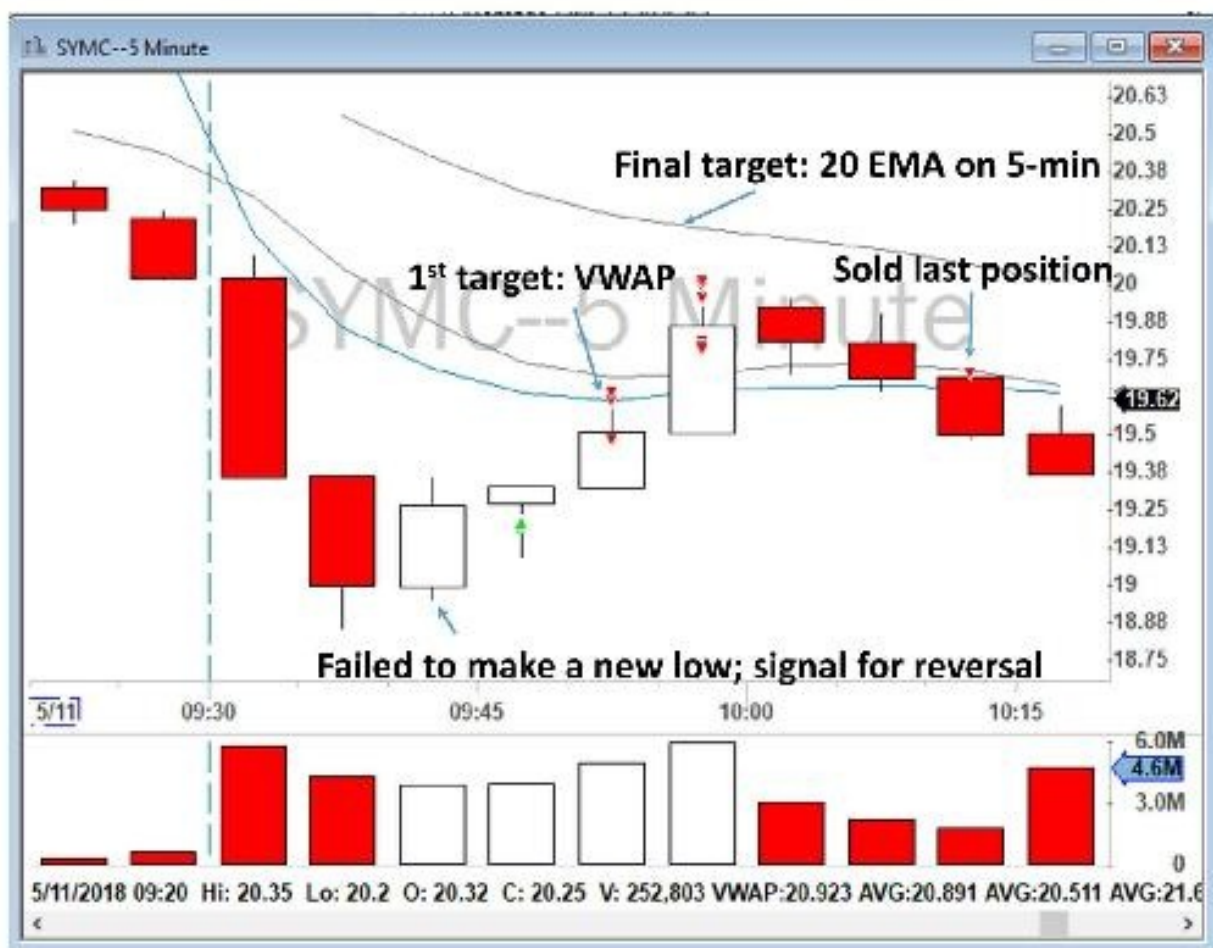 SYMC--5 Minute
20.63
20.5
Final target: 20 EMA on 5-min
20.38
20.25
20.13
1st target: VWAP
Sold last position
20
SYMC--5 Minute
19.88
19.75
19.62
19.5
19.38
19.25
19.13
19
18.88
Failed to make a new low; signal for reversal
18.75
5/11 09:30 09:45 10:00 10:15
6.0M
4.6M
3.0M
0
5/11/2018 09:20 Hi: 20.35 Lo: 20.2 O: 20.32 C: 20.25 V: 252,803 VWAP:20.923 AVG:20.891 AVG:20.511 AVG:21.6